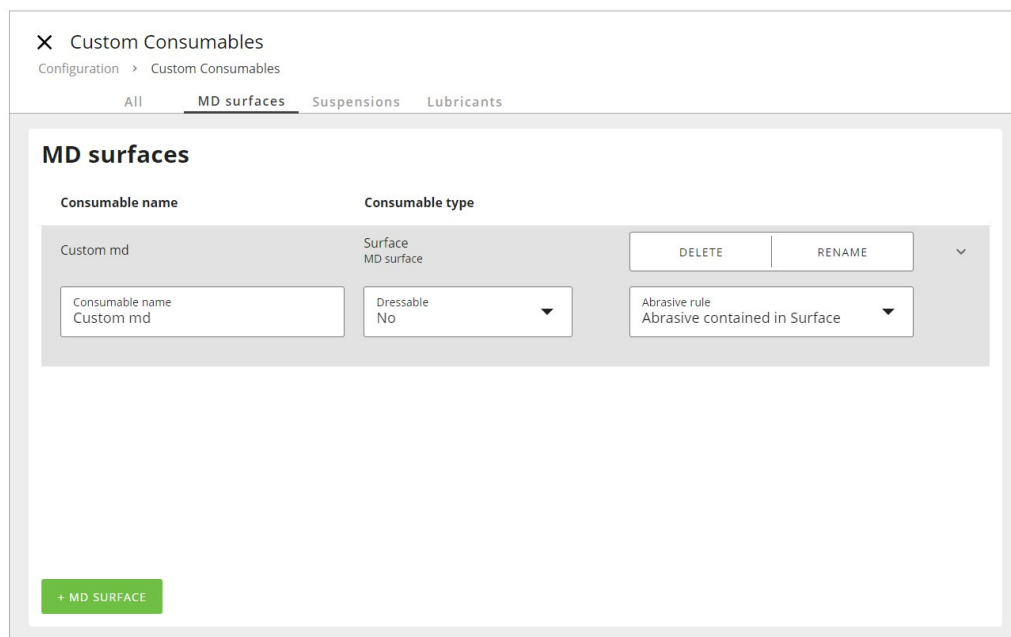 Custom Consumables
Configuration > Custom Consumables
All MD surfaces Suspensions Lubricants
MD surfaces
Consumable name Consumable type
Custom md Surface DELETE RENAME
MD surface
Consumable name Dressable Abrasive rule
Custom md No Abrasive contained in Surface
+ MD SURFACE